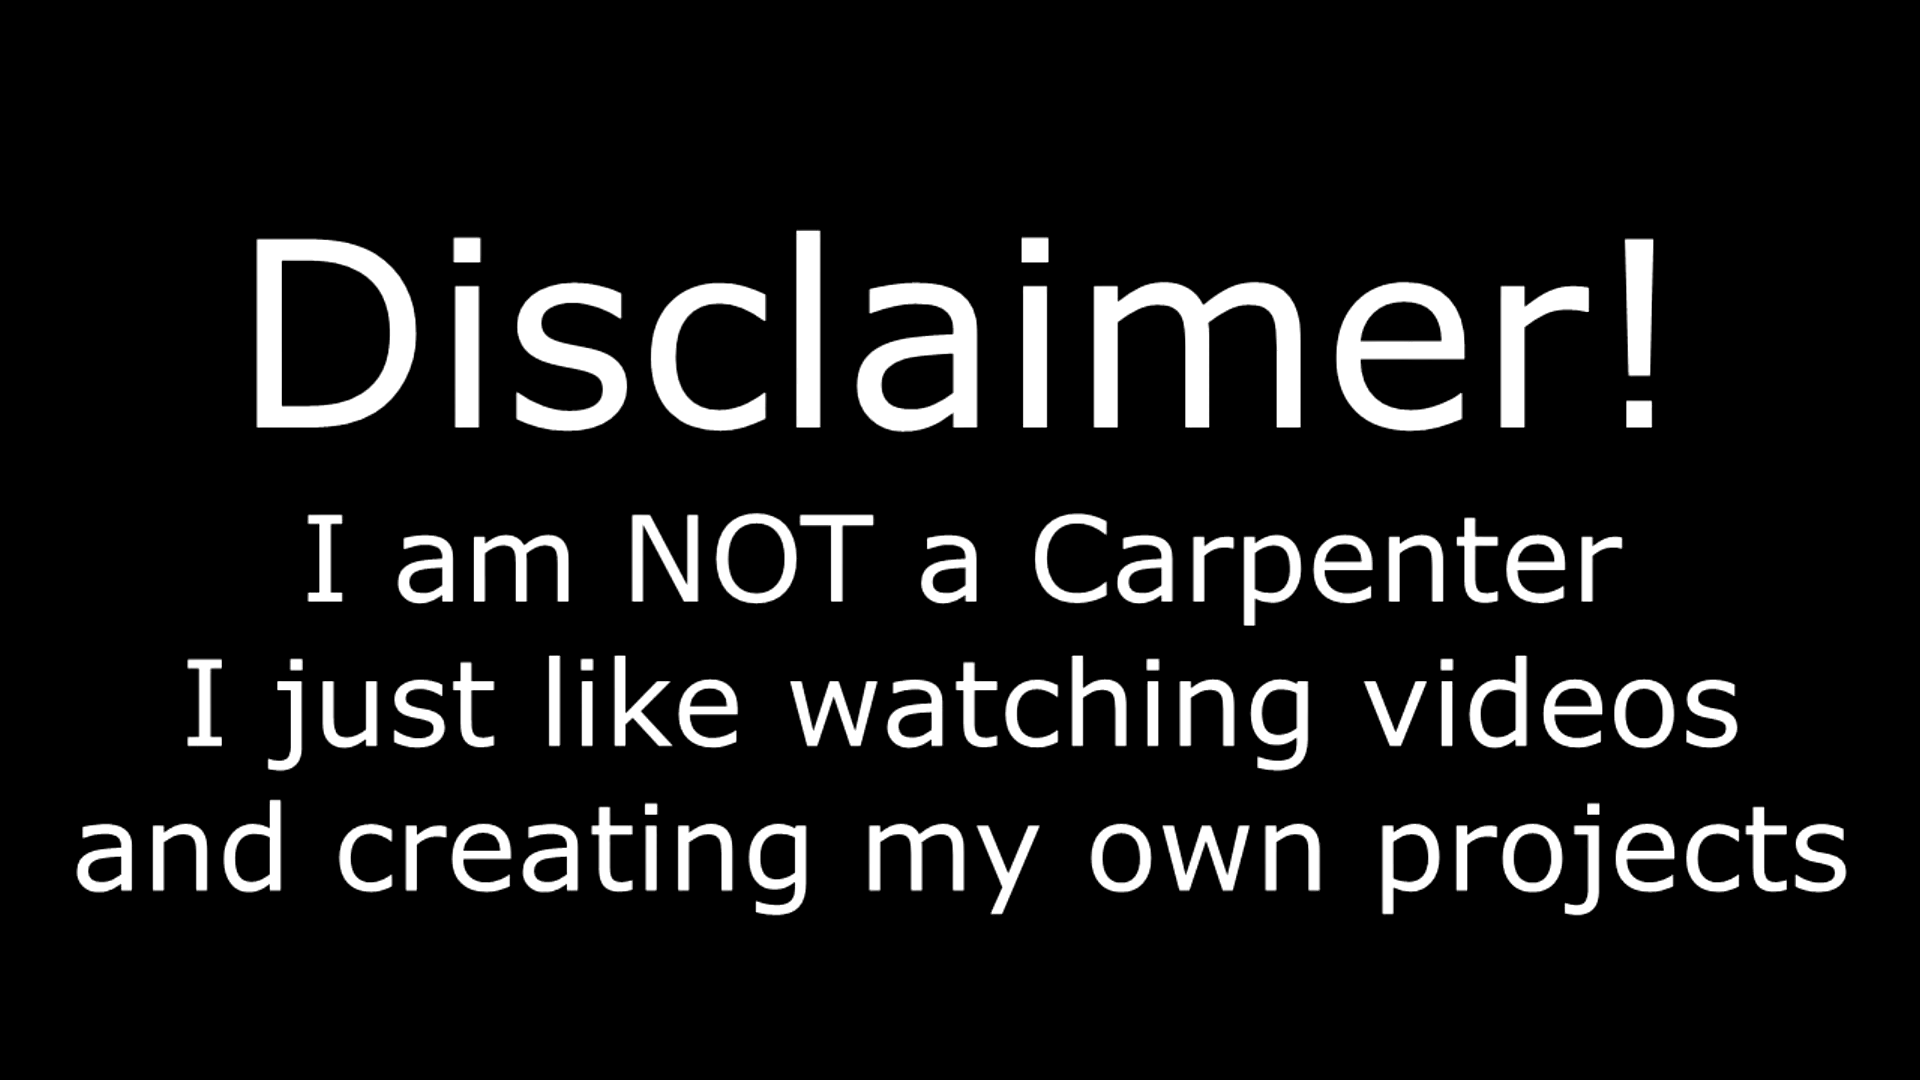 Disclaimer!
I am NOT a Carpenter
I just like watching videos
and creating my own projects